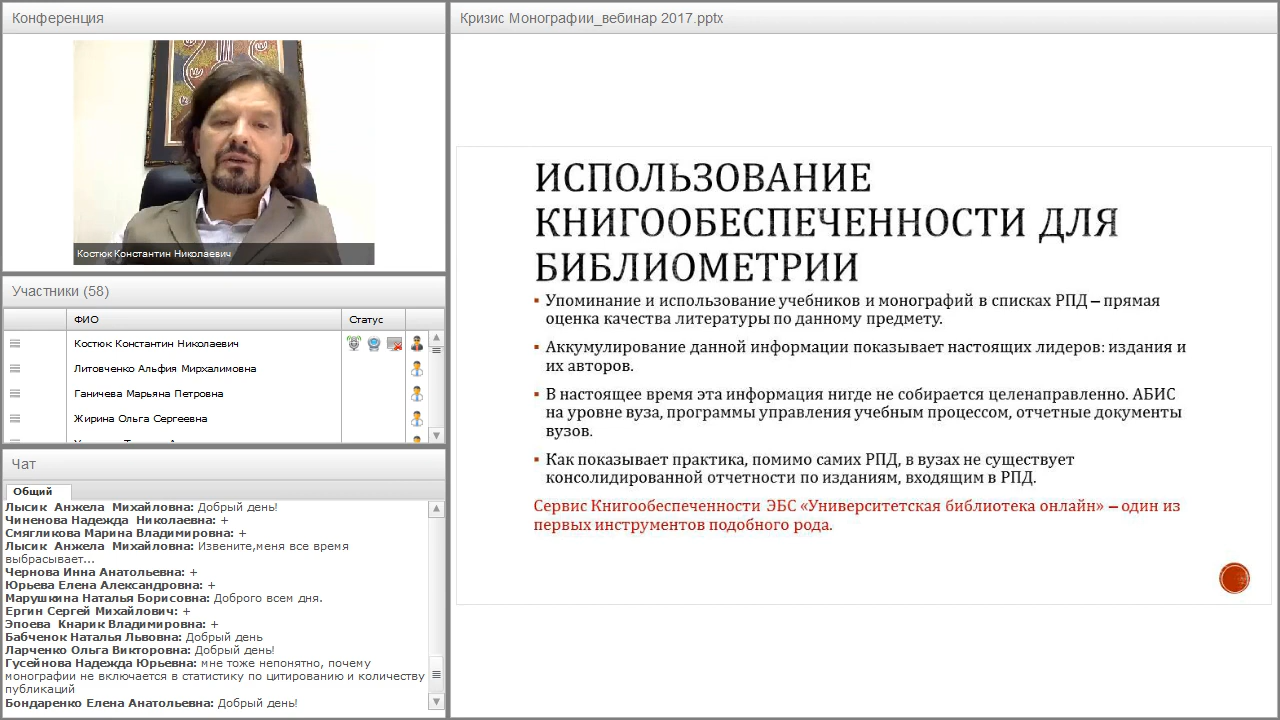 Конференция
Костюк Константин Николаевич
Участники (58)
ФИО
Статус
Костюк Константин Николаевич
Литовченко Альфия Мирхалимовна
Ганичева Марьяна Петровна
Жирина Ольга Сергеевна
Чат
Общий
Лысик Анжела Михайловна: Добрый день!
Чиненова Надежда Николаевна: +
Смягликова Марина Владимировна: +
Лысик Анжела Михайловна: Извените,меня все время
выбрасывает...
Чернова Инна Анатольевна: +
Юрьева Елена Александровна: +
Марушкина Наталья Борисовна: Доброго всем дня.
Ергин Сергей Михайлович: +
Эпоева Кнарик Владимировна: +
Бабченок Наталья Львовна: Добрый день
Ларченко Ольга Викторовна: Добрый день!
Гусейнова Надежда Юрьевна: мне тоже непонятно, почему
монографии не включается в статистику по цитированию и количеству
публикаций
Бондаренко Елена Анатольевна: Добрый день!
Кризис Монографии_вебинар 2017.pptx
ИСПОЛЬЗОВАНИЕ
КНИГООБЕСПЕЧЕННОСТИ ДЛЯ
БИБЛИОМЕТРИИ
▪ Упоминание и использование учебников и монографий в списках РПД – прямая
оценка качества литературы по данному предмету.
▪ Аккумулирование данной информации показывает настоящих лидеров: издания и
их авторов.
▪ В настоящее время эта информация нигде не собирается целенаправленно. АБИС
на уровне вуза, программы управления учебным процессом, отчетные документы
вузов.
▪ Как показывает практика, помимо самих РПД, в вузах не существует
консолидированной отчетности по изданиям, входящим в РПД.
Сервис Книгообеспеченности ЭБС «Университетская библиотека онлайн» – один из
первых инструментов подобного рода.